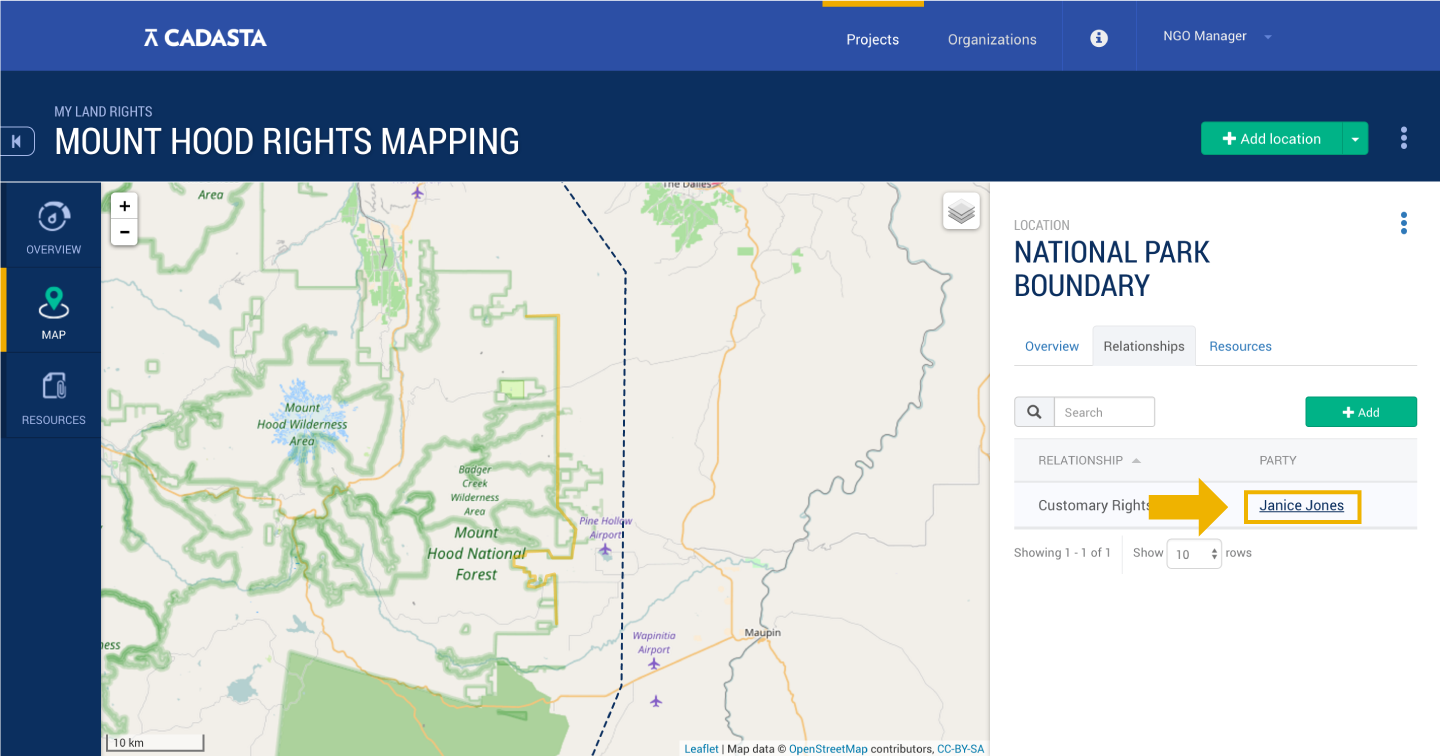 CADASTA
Projects
Organizations
NGO Manager
MY LAND RIGHTS
MOUNT HOOD RIGHTS MAPPING
Add location
OVERVIEW
MAP
RESOURCES
+
−
Area
The Dalles
Mount
Hood Wilderness
Area
Badger
Creek
Wilderness
Area
Mount
Hood National
Forest
Pine Hollow
Airport
Wapinitia
Airport
Maupin
ness
10 km
Leaflet | Map data © OpenStreetMap contributors, CC-BY-SA
LOCATION
NATIONAL PARK
BOUNDARY
Overview
Relationships
Resources
Search
Add
RELATIONSHIP
PARTY
Customary Rights
Janice Jones
Showing 1 - 1 of 1
Show 10 rows